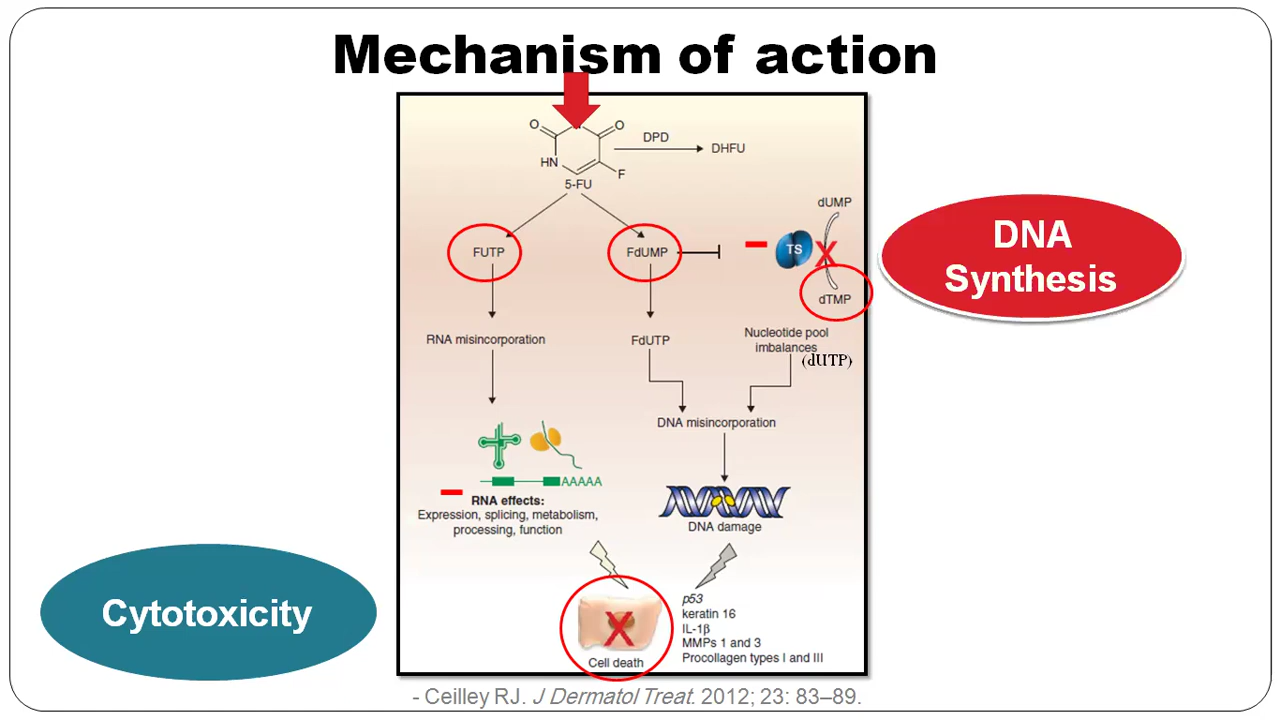 Mechanism of action
O
O
HN
F
5-FU
DPD
DHFU
dUMP
FUTP
FdUMP
TS
X
dTMP
DNA
Synthesis
RNA misincorporation
FdUTP
Nucleotide pool
imbalances
(dUTP)
DNA misincorporation
AAAAA
RNA effects:
Expression, splicing, metabolism,
processing, function
DNA damage
Cytotoxicity
X
Cell death
p53
keratin 16
IL-1β
MMPs 1 and 3
Procollagen types I and III
- Ceilley RJ. J Dermatol Treat. 2012; 23: 83–89.